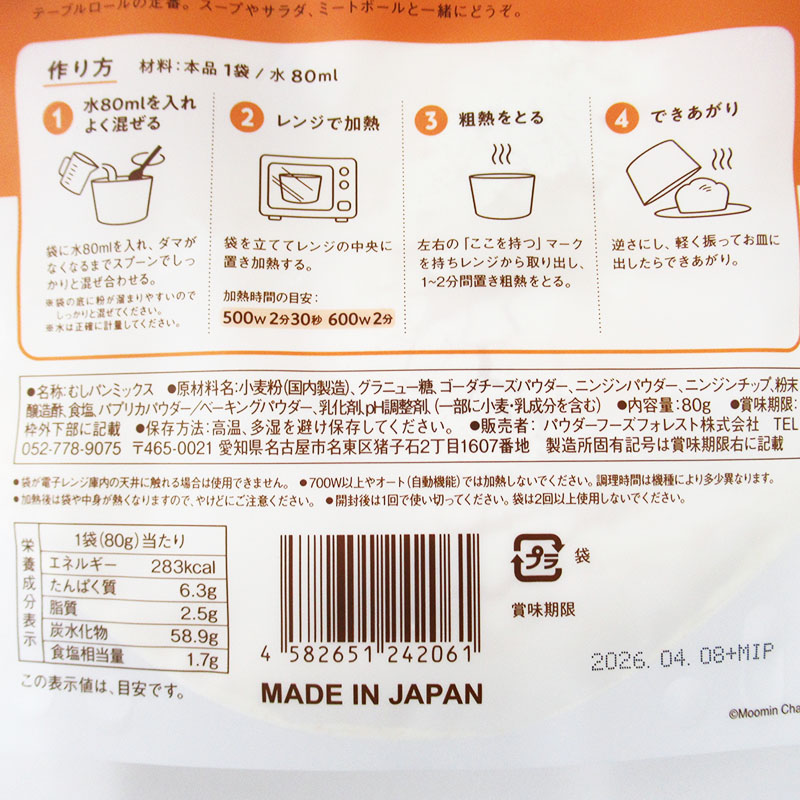 テーブルロールの定番。スープやサラダ、ミートボールと一緒にどうぞ。
作り方 材料：本品1袋／水80ml
1 水80mlを入れ
よく混ぜる
袋に水80mlを入れ、ダマが
なくなるまでスプーンでしっ
かりと混ぜ合わせる。
※袋の底に粉が溜まりやすいので
しっかりと混ぜてください。
※水は正確に計量してください。
2 レンジで加熱
袋を立ててレンジの中央に
置き加熱する。
加熱時間の目安：
500W 2分30秒 600W 2分
3 粗熱をとる
左右の「ここを持つ」マーク
を持ちレンジから取り出し、
1~2分間置き粗熱をとる。
4 できあがり
逆さにし、軽く振ってお皿に
出したらできあがり。
●名称：むしパンミックス ●原材料名：小麦粉（国内製造）、グラニュー糖、ゴーダチーズパウダー、ニンジンパウダー、ニンジンチップ、粉末
醸造酢、食塩、パプリカパウダー／ベーキングパウダー、乳化剤、pH調整剤、（一部に小麦・乳成分を含む） ●内容量：80g ●賞味期限：
枠外下部に記載 ●保存方法：高温、多湿を避け保存してください。 ●販売者： パウダーフーズフォレスト株式会社 TEL
052-778-9075 〒465-0021 愛知県名古屋市名東区猪子石2丁目1607番地 製造所固有記号は賞味期限右に記載
●袋が電子レンジ庫内の天井に触れる場合は使用できません。 ●700W以上やオート（自動機能）では加熱しないでください。調理時間は機種により多少異なります。
●加熱後は袋や中身が熱くなりますので、やけどにご注意ください。 ●開封後は1回で使い切ってください。袋は2回以上使用しないでください。
栄養成分表示
1袋（80g）当たり
エネルギー 283kcal
たんぱく質 6.3g
脂質 2.5g
炭水化物 58.9g
食塩相当量 1.7g
この表示値は、目安です。
4 582651 242061
MADE IN JAPAN
プラ 袋
賞味期限
2026. 04. 08+MIP
©Moomin Cha